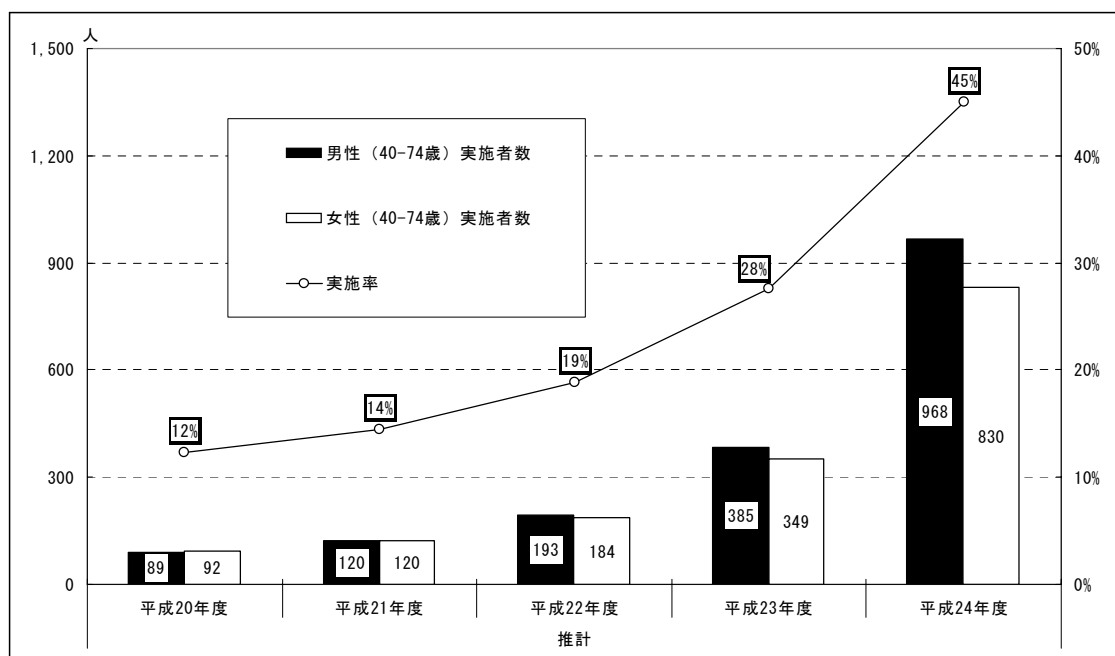 人
1,500
1,200
900
600
300
0
50%
40%
30%
20%
10%
0%
男性（40-74歳）実施者数
女性（40-74歳）実施者数
実施率
12%
14%
19%
28%
45%
89
92
120
120
193
184
385
349
968
830
平成20年度
平成21年度
平成22年度
平成23年度
平成24年度
推計